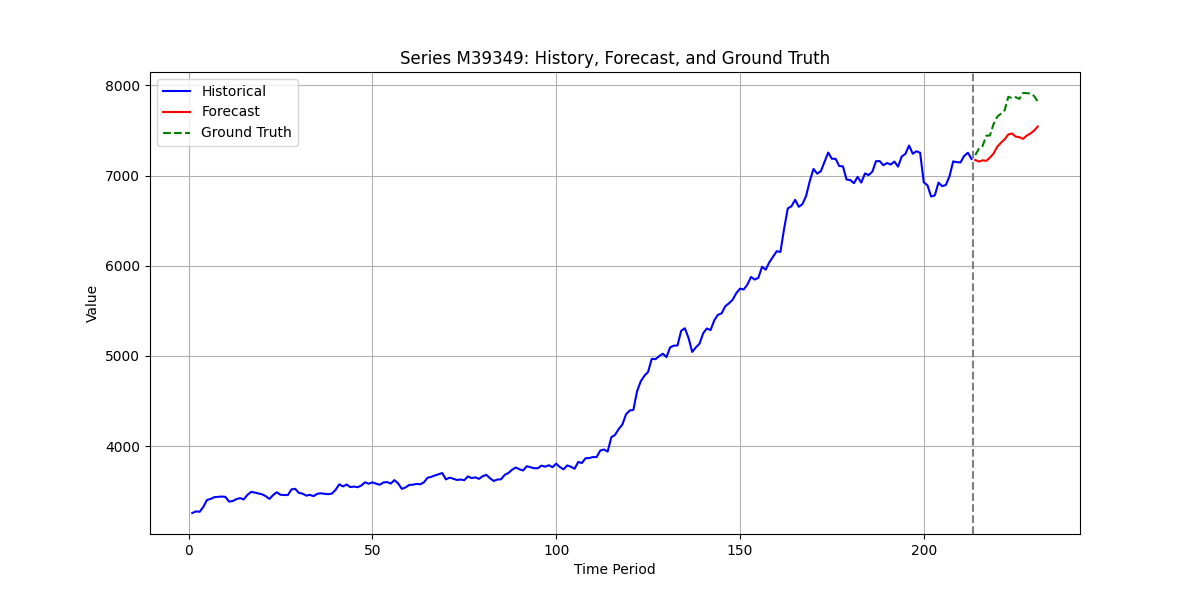 Series M39349: History, Forecast, and Ground Truth
Historical
Forecast
Ground Truth
8000
7000
6000
5000
4000
Value
0
50
100
150
200
Time Period